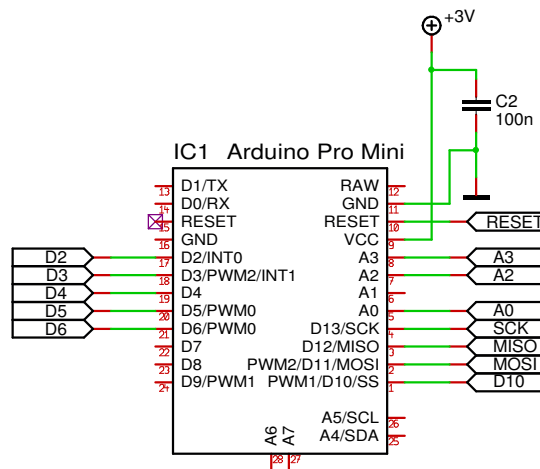 +3V
C2
100n
IC1 Arduino Pro Mini
13 D1/TX RAW 12
14 D0/RX GND 11
15 RESET RESET 10 RESET
16 GND VCC 9
D2 17 D2/INT0 A3 8 A3
D3 18 D3/PWM2/INT1 A2 7 A2
D4 19 D4 A1 6
D5 20 D5/PWM0 A0 5 A0
D6 21 D6/PWM0 D13/SCK 4 SCK
22 D7 D12/MISO 3 MISO
23 D8 PWM2/D11/MOSI 2 MOSI
24 D9/PWM1 PWM1/D10/SS 1 D10
A5/SCL 26
A4/SDA 25
A6 A7
28 27